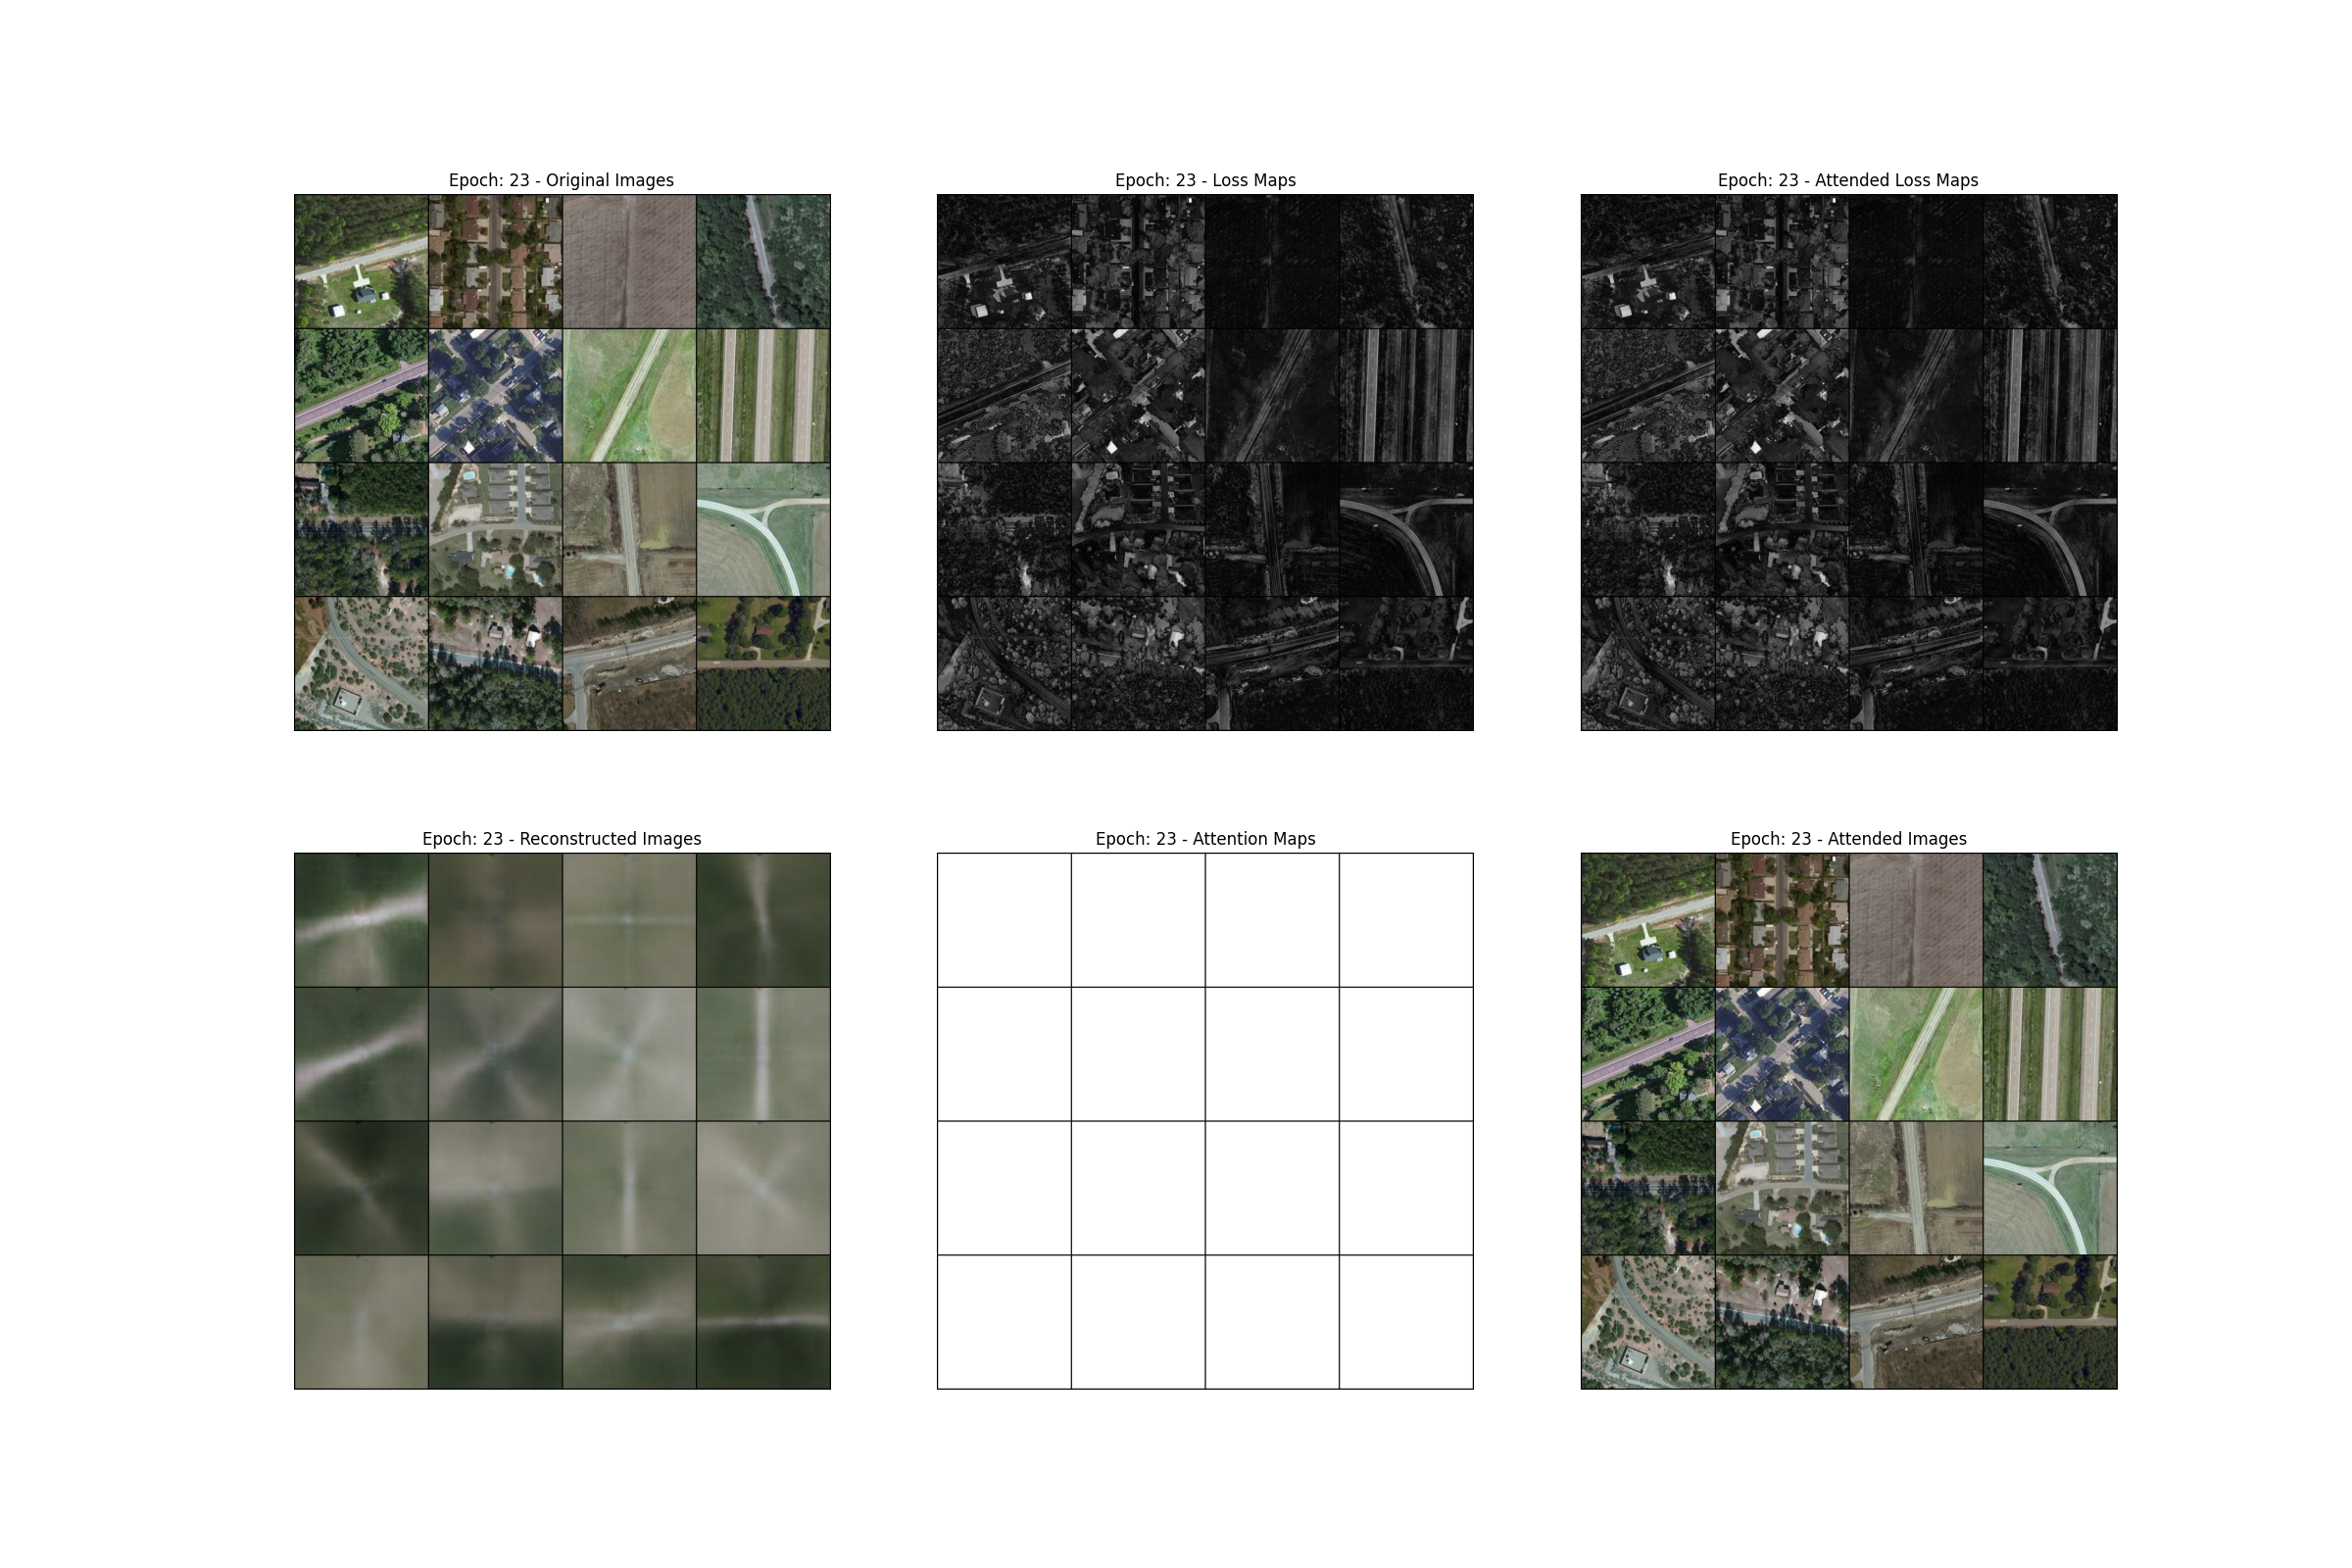 Epoch: 23 - Original Images
Epoch: 23 - Loss Maps
Epoch: 23 - Attended Loss Maps
Epoch: 23 - Reconstructed Images
Epoch: 23 - Attention Maps
Epoch: 23 - Attended Images